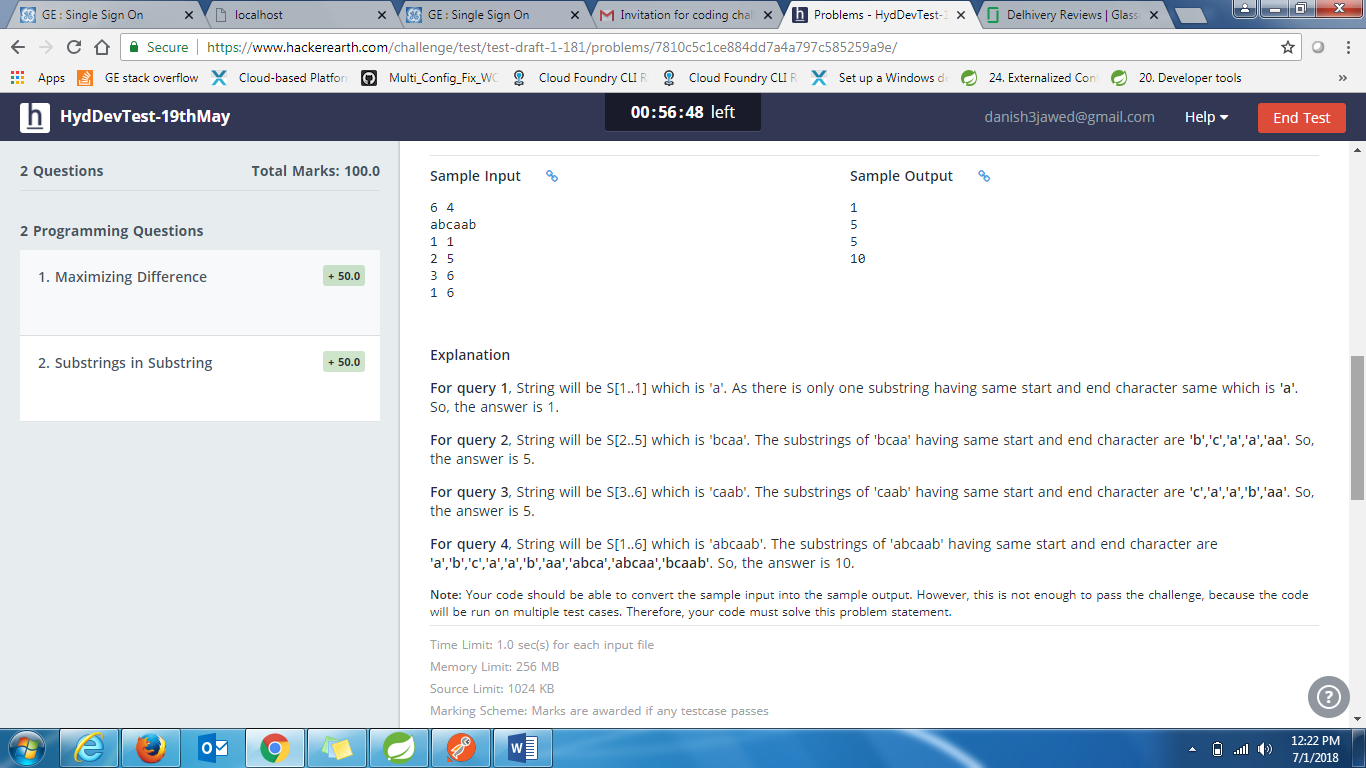 GE : Single Sign On
localhost
GE : Single Sign On
Invitation for coding chal
Problems - HydDevTest-1
Delhivery Reviews | Glass
Secure | https://www.hackerearth.com/challenge/test/test-draft-1-181/problems/7810c5c1ce884dd7a4a797c585259a9e/
Apps GE stack overflow Cloud-based Platfor Multi_Config_Fix_WC Cloud Foundry CLI R Cloud Foundry CLI R Set up a Windows d 24. Externalized Con 20. Developer tools »
h HydDevTest-19thMay
00:56:48 left
danish3jawed@gmail.com
Help
End Test
2 Questions Total Marks: 100.0
2 Programming Questions
1. Maximizing Difference + 50.0
2. Substrings in Substring + 50.0
Sample Input
6 4
abcaab
1 1
2 5
3 6
1 6
Sample Output
1
5
5
10
Explanation
For query 1, String will be S[1..1] which is 'a'. As there is only one substring having same start and end character same which is 'a'.
So, the answer is 1.
For query 2, String will be S[2..5] which is 'bcaa'. The substrings of 'bcaa' having same start and end character are 'b','c','a','a','aa'. So,
the answer is 5.
For query 3, String will be S[3..6] which is 'caab'. The substrings of 'caab' having same start and end character are 'c','a','a','b','aa'. So,
the answer is 5.
For query 4, String will be S[1..6] which is 'abcaab'. The substrings of 'abcaab' having same start and end character are
'a','b','c','a','a','b','aa','abca','abcaa','bcaab'. So, the answer is 10.
Note: Your code should be able to convert the sample input into the sample output. However, this is not enough to pass the challenge, because the code
will be run on multiple test cases. Therefore, your code must solve this problem statement.
Time Limit: 1.0 sec(s) for each input file
Memory Limit: 256 MB
Source Limit: 1024 KB
Marking Scheme: Marks are awarded if any testcase passes
?
12:22 PM
7/1/2018